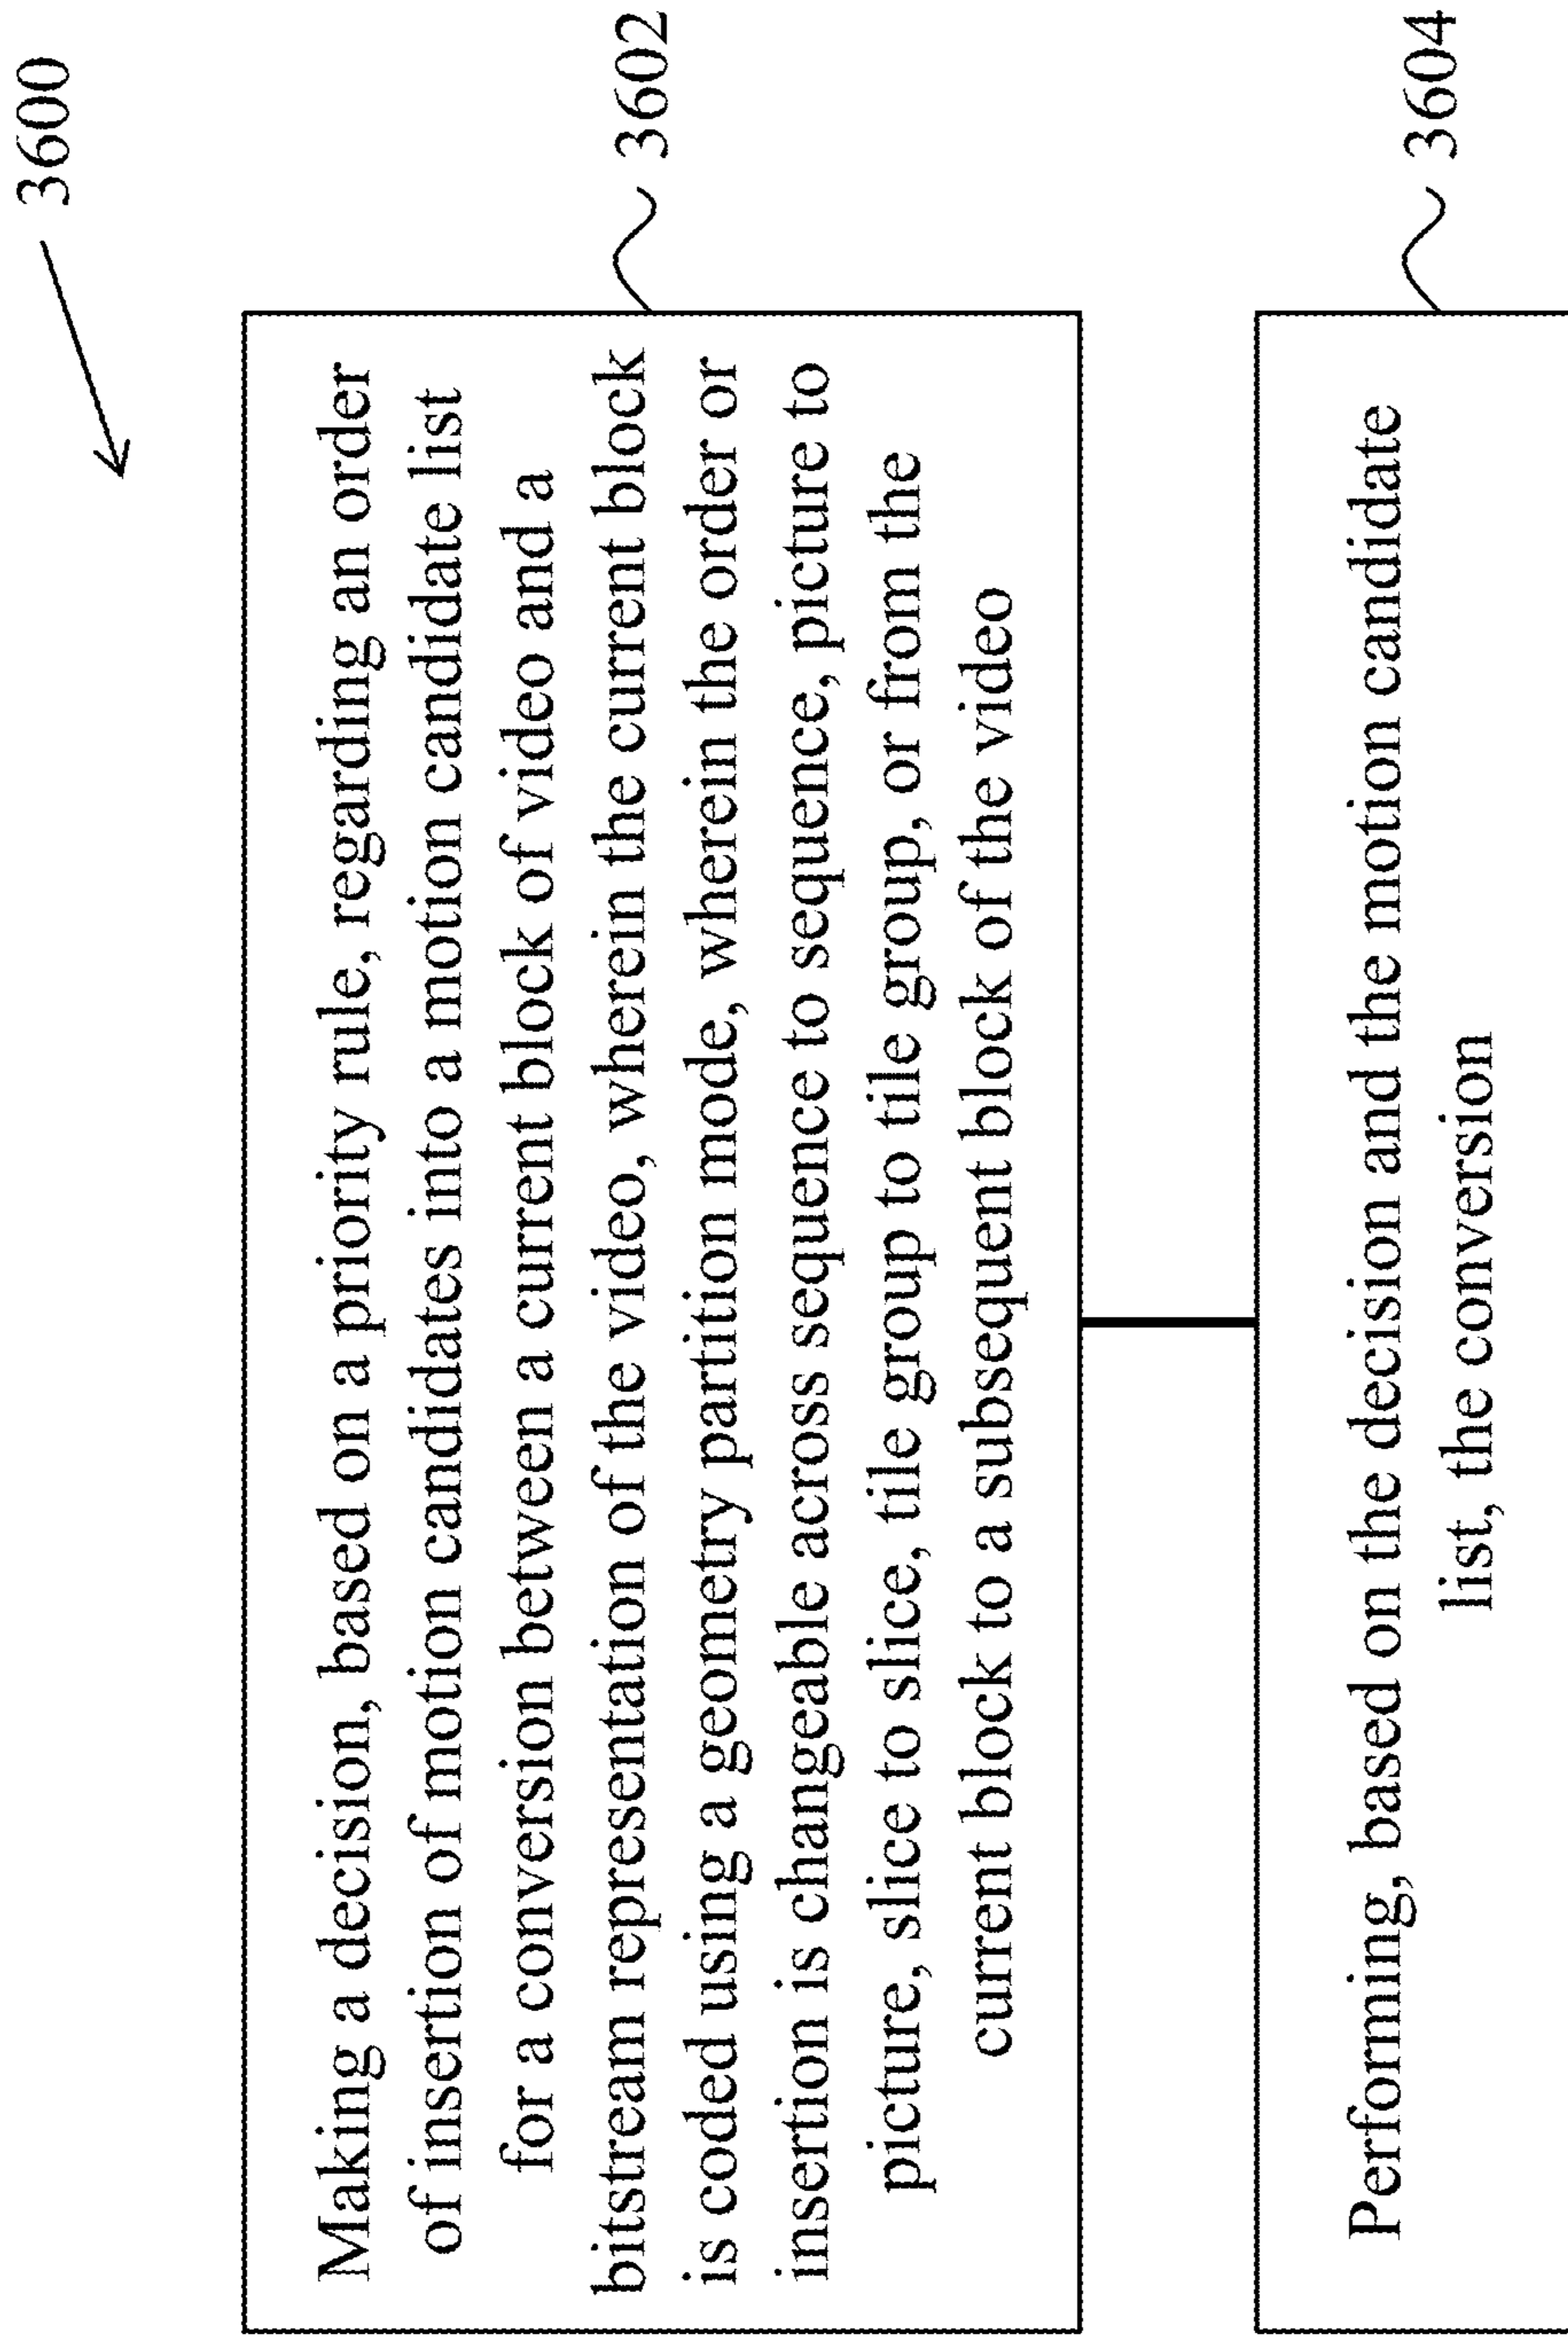 3600
Making a decision, based on a priority rule, regarding an order
of insertion of motion candidates into a motion candidate list
for a conversion between a current block of video and a
bitstream representation of the video, wherein the current block
is coded using a geometry partition mode, wherein the order or
insertion is changeable across sequence to sequence, picture to
picture, slice to slice, tile group to tile group, or from the
current block to a subsequent block of the video
3602
Performing, based on the decision and the motion candidate
list, the conversion
3604